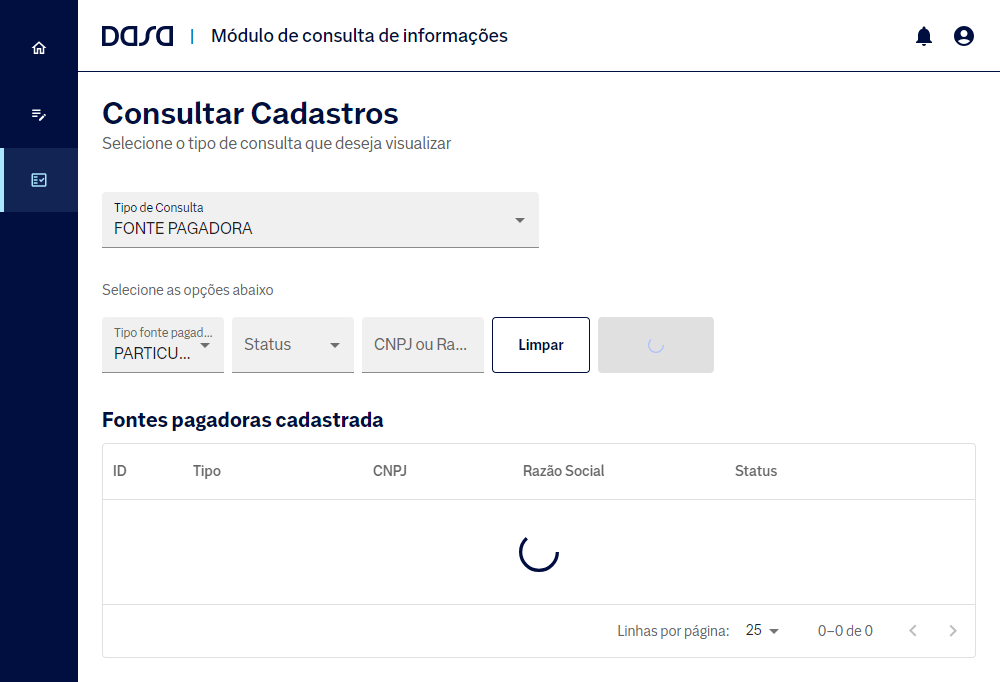 DASA | Módulo de consulta de informações
Consultar Cadastros
Selecione o tipo de consulta que deseja visualizar
Tipo de Consulta
FONTE PAGADORA
Selecione as opções abaixo
Tipo fonte pagad...
PARTICU...
Status
CNPJ ou Ra...
Limpar
Fontes pagadoras cadastrada
ID Tipo CNPJ Razão Social Status
Linhas por página: 25 0–0 de 0